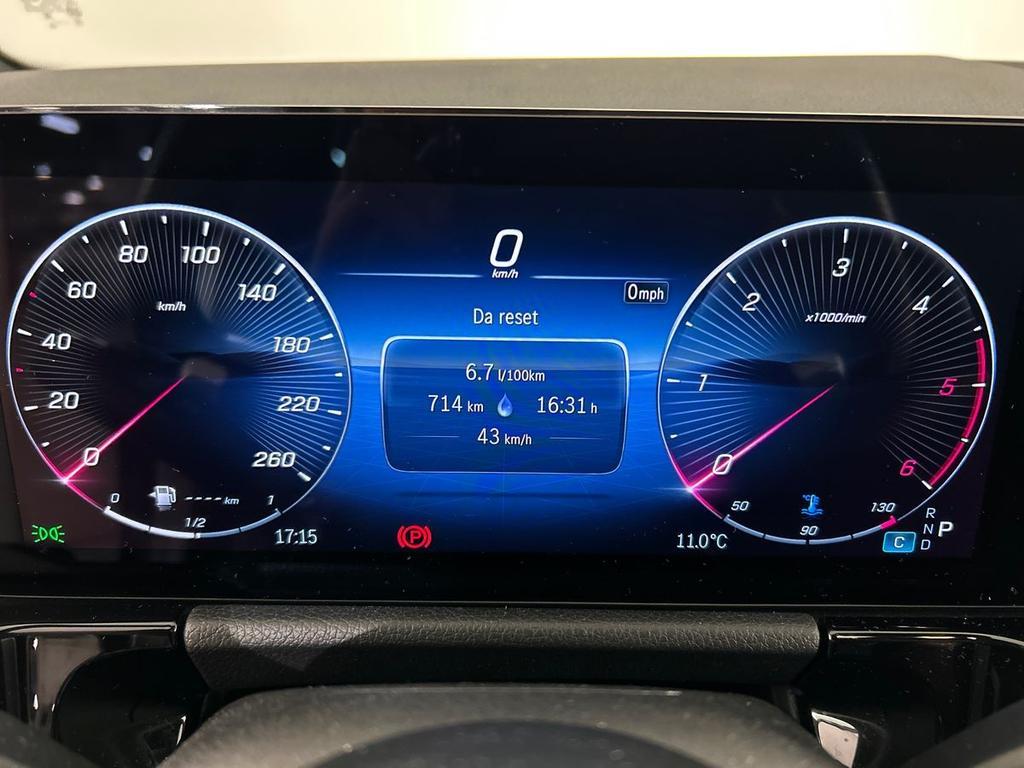 0
km/h
0mph
Da reset
6.7 l/100km
714 km 16:31 h
43 km/h
0
20
40
60
80
100
140
180
220
260
km/h
0 1/2 1
-----km
17:15
P
0
1
2
3
4
5
6
x1000/min
50 90 130
°C
11.0°C
C
R
N
D
P